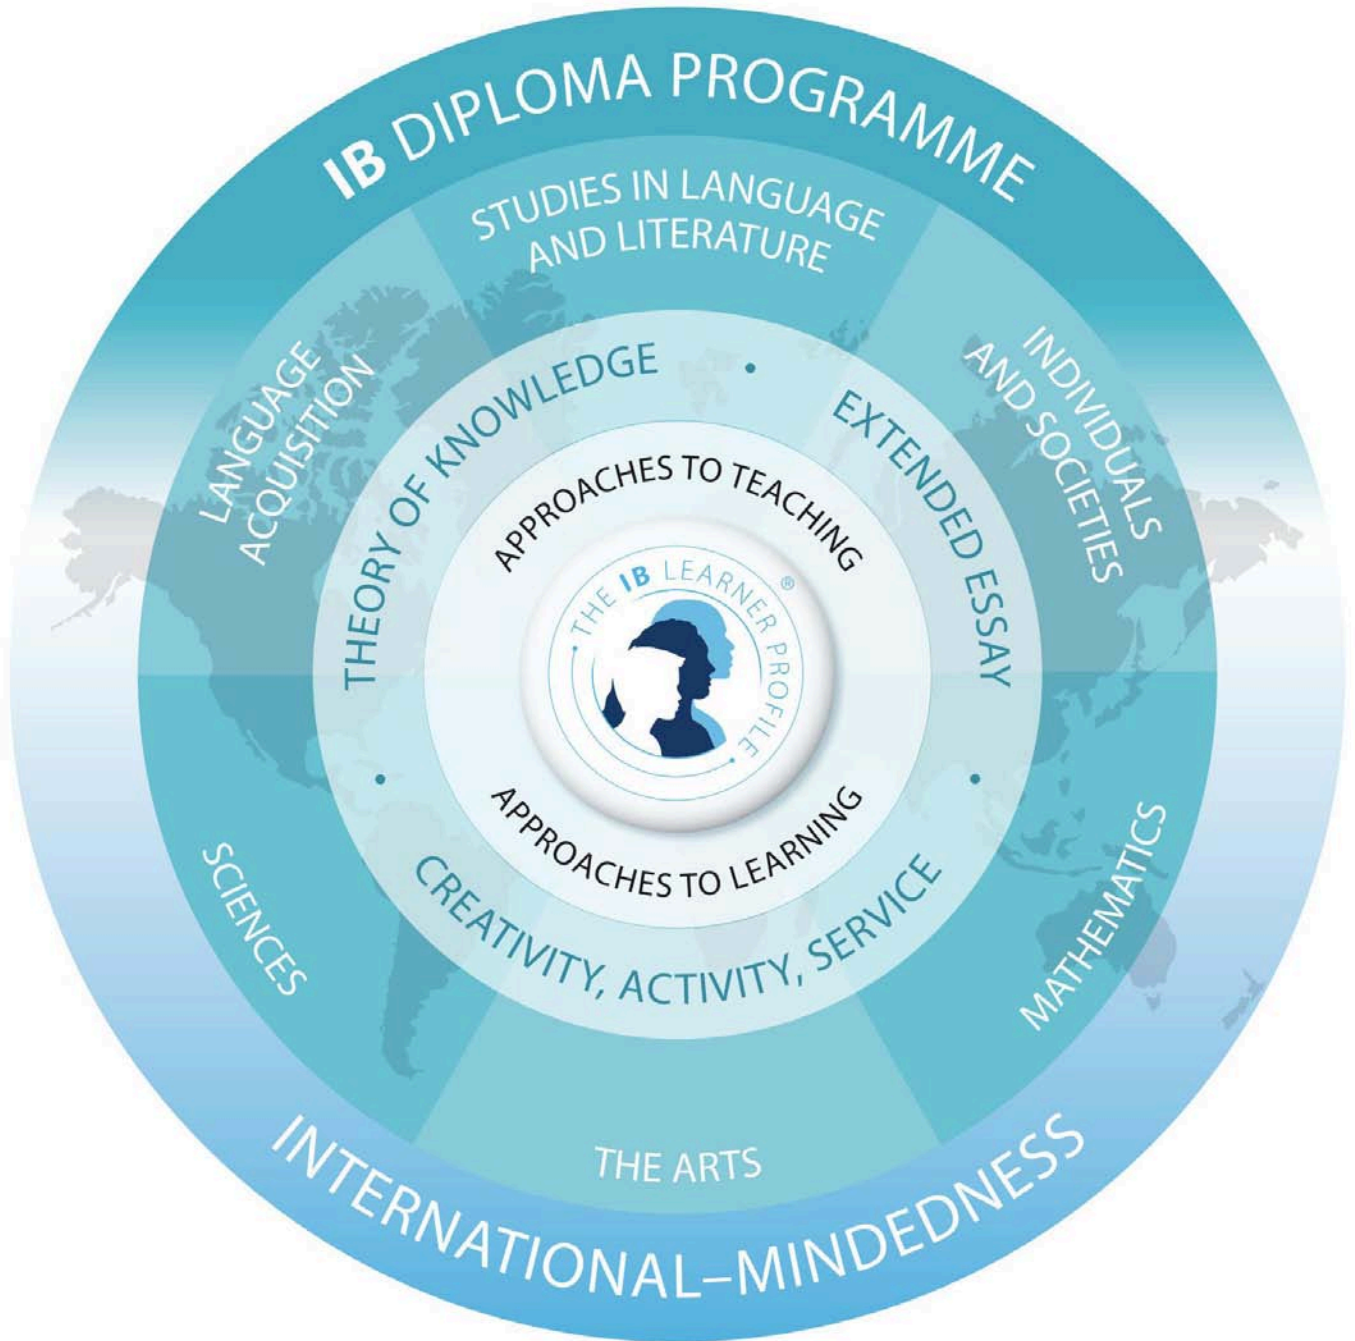 IB DIPLOMA PROGRAMME
STUDIES IN LANGUAGE
AND LITERATURE
LANGUAGE
ACQUISITION
INDIVIDUALS
AND SOCIETIES
THEORY OF KNOWLEDGE •
EXTENDED ESSAY •
APPROACHES TO TEACHING
THE IB LEARNER PROFILE®
APPROACHES TO LEARNING
CREATIVITY, ACTIVITY, SERVICE •
SCIENCES
MATHEMATICS
THE ARTS
INTERNATIONAL–MINDEDNESS